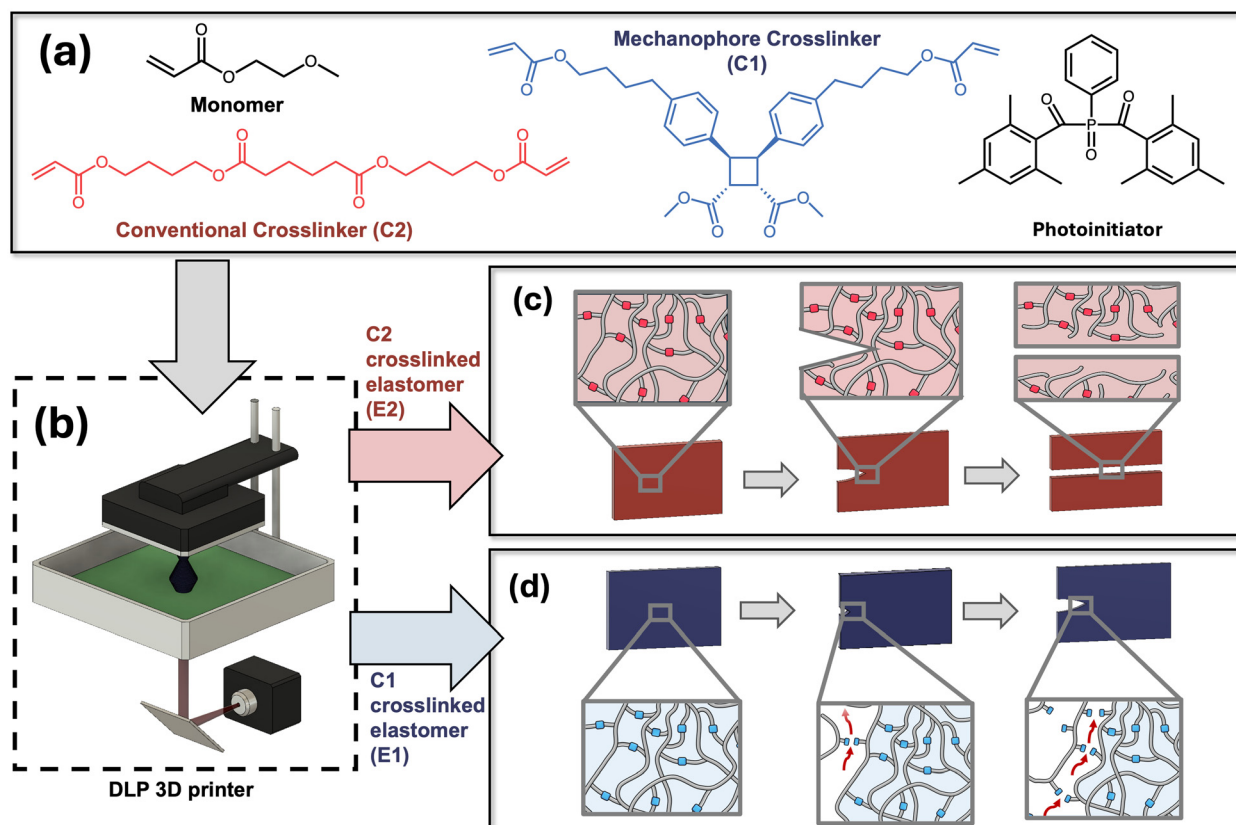 (a)
O
O
O
Monomer
Mechanophore Crosslinker
(C1)
O
O
O
O
O
O
O
O
O
O
P
O
Photoinitiator
O
O
O
O
O
O
O
O
Conventional Crosslinker (C2)
(b)
DLP 3D printer
C2
crosslinked
elastomer
(E2)
C1
crosslinked
elastomer
(E1)
(c)
(d)